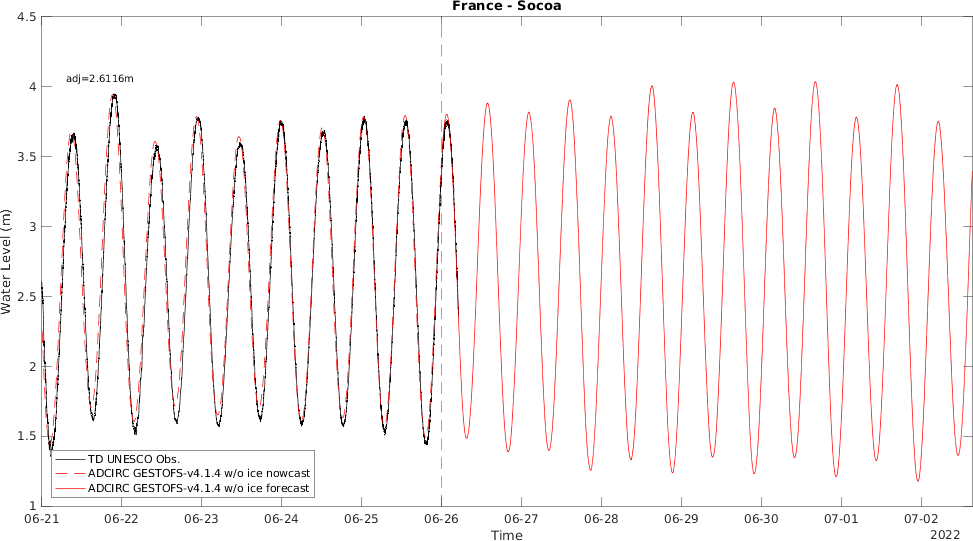 France - Socoa
4.5
4
3.5
3
2.5
2
1.5
1
Water Level (m)
adj=2.6116m
TD UNESCO Obs.
ADCIRC GESTOFS-v4.1.4 w/o ice nowcast
ADCIRC GESTOFS-v4.1.4 w/o ice forecast
06-21 06-22 06-23 06-24 06-25 06-26 06-27 06-28 06-29 06-30 07-01 07-02
Time
2022